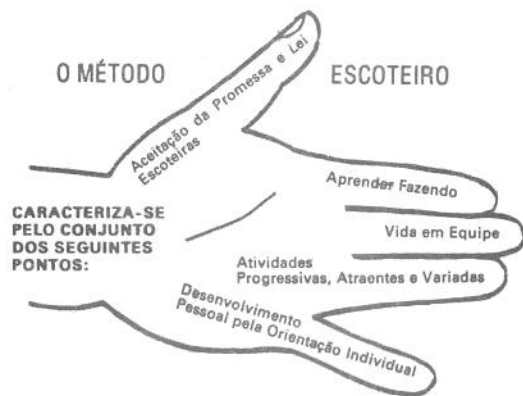 O MÉTODO ESCOTEIRO
Aceitação da Promessa e Lei
Escoteiras
Aprender Fazendo
CARACTERIZA-SE
PELO CONJUNTO
DOS SEGUINTES
PONTOS:
Vida em Equipe
Atividades
Progressivas, Atraentes e Variadas
Desenvolvimento
Pessoal pela Orientação Individual